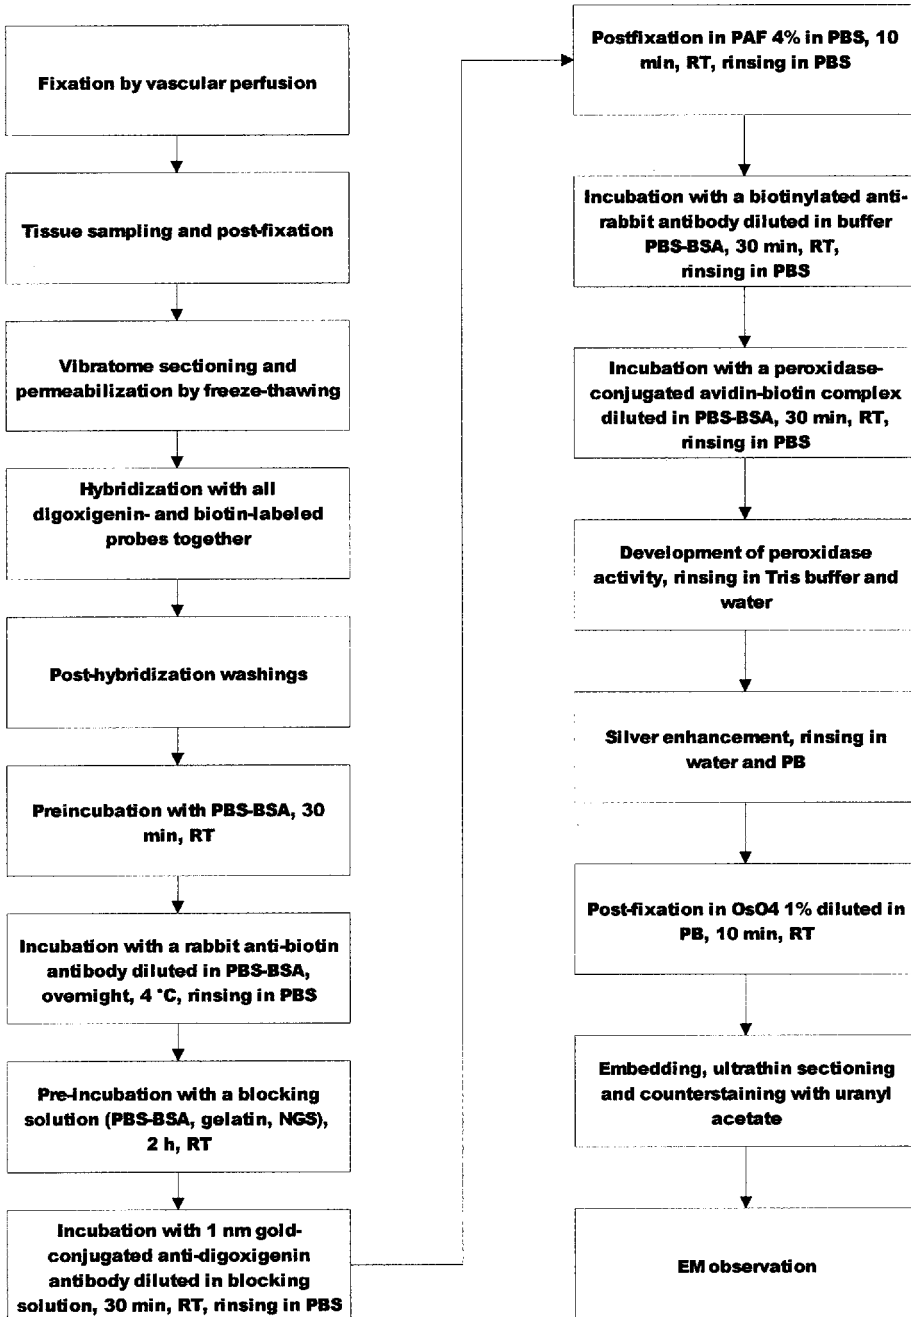 Fixation by vascular perfusion
Tissue sampling and post-fixation
Vibratome sectioning and
permeabilization by freeze-thawing
Hybridization with all
digoxigenin- and biotin-labeled
probes together
Post-hybridization washings
Preincubation with PBS-BSA, 30
min, RT
Incubation with a rabbit anti-biotin
antibody diluted in PBS-BSA,
overnight, 4 °C, rinsing in PBS
Pre-incubation with a blocking
solution (PBS-BSA, gelatin, NGS),
2 h, RT
Incubation with 1 nm gold-
conjugated anti-digoxigenin
antibody diluted in blocking
solution, 30 min, RT, rinsing in PBS
Postfixation in PAF 4% in PBS, 10
min, RT, rinsing in PBS
Incubation with a biotinylated anti-
rabbit antibody diluted in buffer
PBS-BSA, 30 min, RT,
rinsing in PBS
Incubation with a peroxidase-
conjugated avidin-biotin complex
diluted in PBS-BSA, 30 min, RT,
rinsing in PBS
Development of peroxidase
activity, rinsing in Tris buffer and
water
Silver enhancement, rinsing in
water and PB
Post-fixation in OsO4 1% diluted in
PB, 10 min, RT
Embedding, ultrathin sectioning
and counterstaining with uranyl
acetate
EM observation